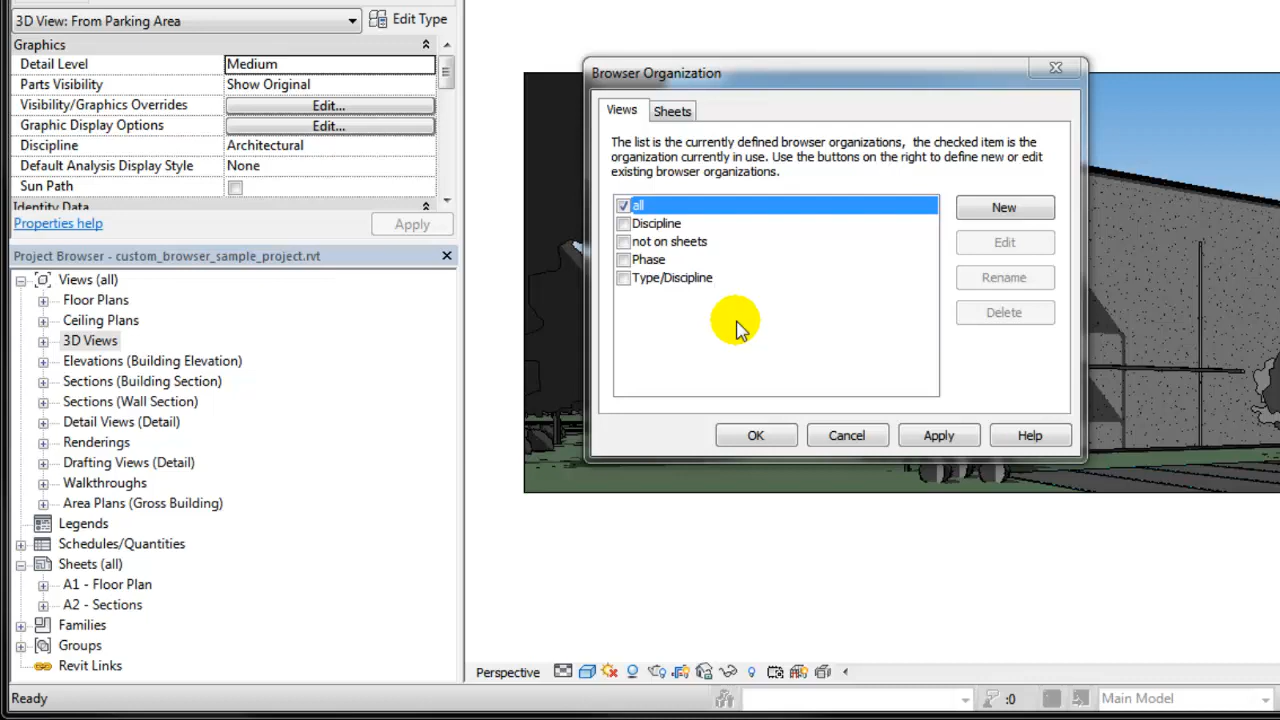 3D View: From Parking Area
Edit Type
Graphics
Detail Level
Medium
Parts Visibility
Show Original
Visibility/Graphics Overrides
Edit...
Graphic Display Options
Edit...
Discipline
Architectural
Default Analysis Display Style
None
Sun Path
Identity Data
Properties help
Apply
Project Browser - custom_browser_sample_project.rvt
Views (all)
Floor Plans
Ceiling Plans
3D Views
Elevations (Building Elevation)
Sections (Building Section)
Sections (Wall Section)
Detail Views (Detail)
Renderings
Drafting Views (Detail)
Walkthroughs
Area Plans (Gross Building)
Legends
Schedules/Quantities
Sheets (all)
A1 - Floor Plan
A2 - Sections
Families
Groups
Revit Links
Browser Organization
Views
Sheets
The list is the currently defined browser organizations, the checked item is the
organization currently in use. Use the buttons on the right to define new or edit
existing browser organizations.
all
Discipline
not on sheets
Phase
Type/Discipline
New
Edit
Rename
Delete
OK
Cancel
Apply
Help
Perspective
Ready
:0
Main Model